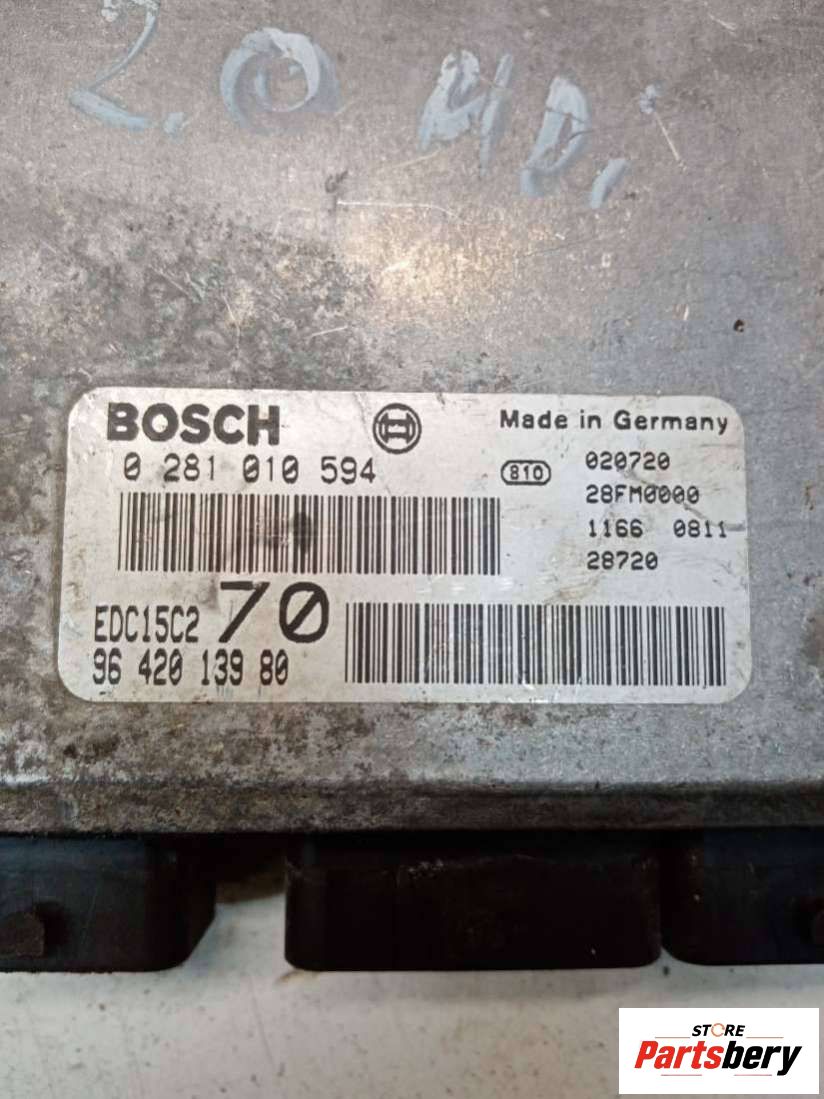 2.0 HDi
BOSCH
Made in Germany
0 281 010 594
810
020720
28FM0000
1166 0811
28720
EDC15C2
70
96 420 139 80
STORE
Partsbery